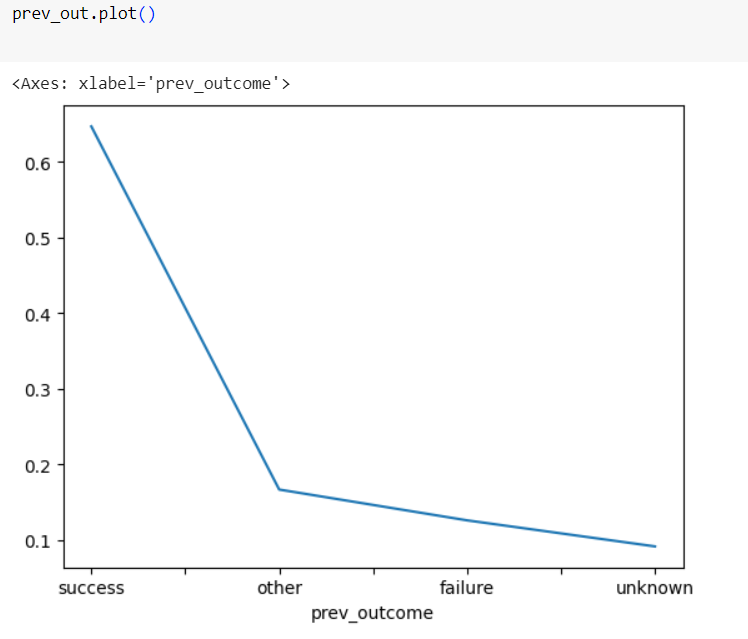 prev_out.plot()
<Axes: xlabel='prev_outcome'>
0.6
0.5
0.4
0.3
0.2
0.1
success other failure unknown
prev_outcome